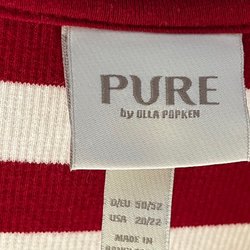 PURE
by ULLA POPKEN
D/EU 50/52
USA 20/22
MADE IN